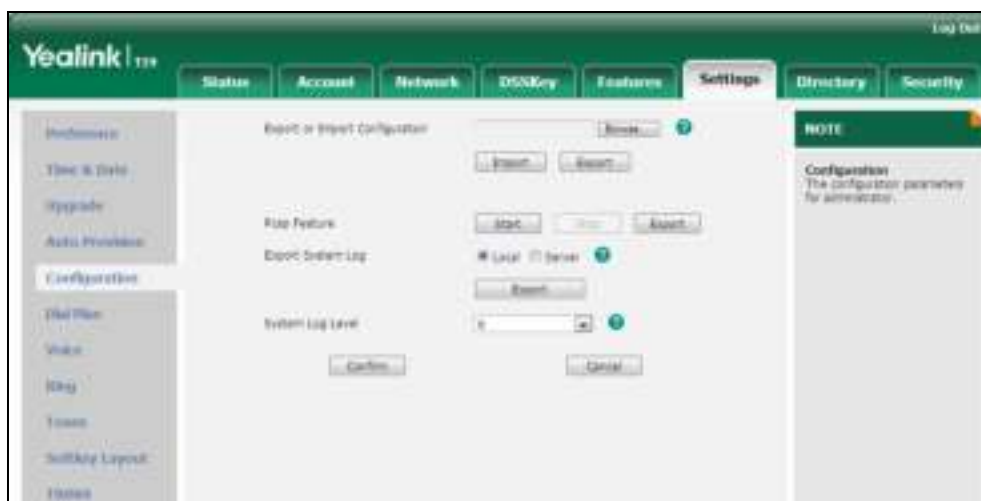 Log Out
Yealink
Status Account Network DSSKey Features Settings Directory Security
Preference
Time & Date
Upgrade
Auto Provision
Configuration
Dial Plan
Voice
Ring
Tones
Softkey Layout
Export or Import Configuration Browse...
Import Export
Pcap Feature Start Stop Export
Export System Log Local Server
Export
System Log Level
Confirm Cancel
NOTE
Configuration
The configuration parameters
for administrator.